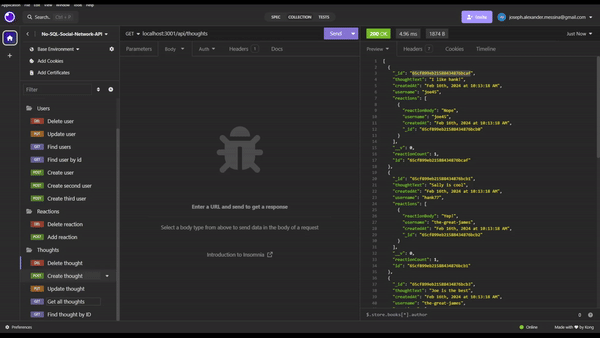 Application File Edit View Window Tools Help
Search.. Ctrl + P
SPEC COLLECTION TESTS
Invite
joseph.alexander.messina@gmail.com
No-SQL-Social-Network-API
Base Environment
Add Cookies
Add Certificates
Filter
Users
DEL Delete user
PUT Update user
GET Find users
GET Find user by Id
POST Create user
POST Create second user
POST Create third user
Reactions
DEL Delete reaction
POST Add reaction
Thoughts
DEL Delete thought
POST Create thought
PUT Update thought
GET Get all thoughts
GET Find thought by ID
Preferences
GET localhost:3001/api/thoughts
Send
Parameters Body Auth Headers 1 Docs
Enter a URL and send to get a response
Select a body type from above to send data in the body of a request
Introduction to Insomnia
200 OK 4.96 ms 1874 B Just Now
Preview Headers 7 Cookies Timeline
1 [
2 {
"_id":
"thoughtText": "I like hank!",
"createdAt": "Feb 16th, 2024 at 10:13:18 AM",
"username": "joe45",
"reactions": [
{
"reactionBody": "Nope",
"username": "joe45",
"createdAt": "Feb 16th, 2024 at 10:13:18 AM",
"_id":
}
],
"__v": 0,
"reactionCount": 1,
"id":
},
{
"_id":
"thoughtText": "Sally is cool",
"createdAt": "Feb 16th, 2024 at 10:13:18 AM",
"username": "hank77",
"reactions": [
{
"reactionBody": "Yep!",
"username": "the-great-james",
"createdAt": "Feb 16th, 2024 at 10:13:18 AM",
"_id":
}
],
"__v": 0,
"reactionCount": 1,
"id":
},
{
"_id":
"thoughtText": "Joe is the best",
"createdAt": "Feb 16th, 2024 at 10:13:18 AM",
"username": "the-great-james",
"reactions": [
$.store.books[*].author
Online Made with ♥ by Kong